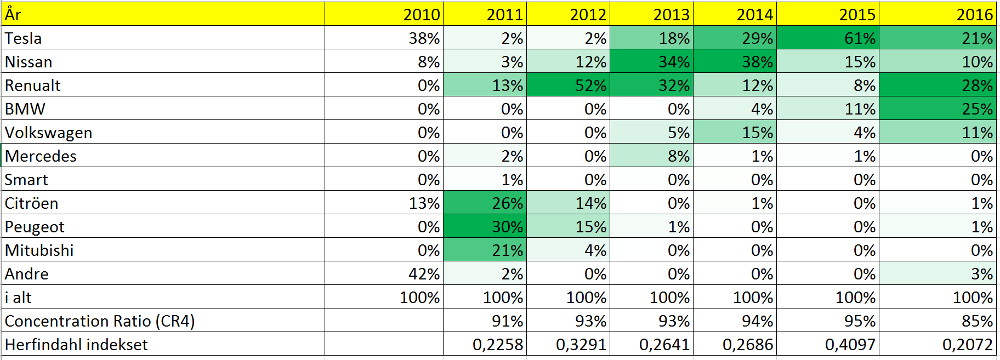 År 2010 2011 2012 2013 2014 2015 2016
Tesla 38% 2% 2% 18% 29% 61% 21%
Nissan 8% 3% 12% 34% 38% 15% 10%
Renualt 0% 13% 52% 32% 12% 8% 28%
BMW 0% 0% 0% 0% 4% 11% 25%
Volkswagen 0% 0% 0% 5% 15% 4% 11%
Mercedes 0% 2% 0% 8% 1% 1% 0%
Smart 0% 1% 0% 0% 0% 0% 0%
Citröen 13% 26% 14% 0% 1% 0% 1%
Peugeot 0% 30% 15% 1% 0% 0% 1%
Mitubishi 0% 21% 4% 0% 0% 0% 0%
Andre 42% 2% 0% 0% 0% 0% 3%
i alt 100% 100% 100% 100% 100% 100% 100%
Concentration Ratio (CR4) 91% 93% 93% 94% 95% 85%
Herfindahl indekset 0,2258 0,3291 0,2641 0,2686 0,4097 0,2072